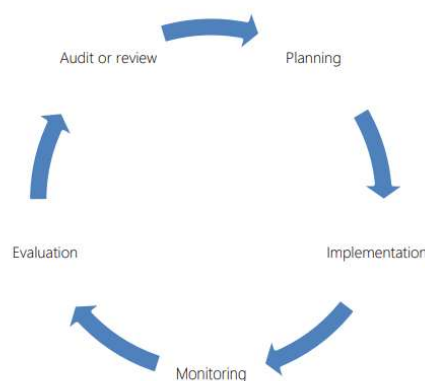 Audit or review
Planning
Implementation
Monitoring
Evaluation